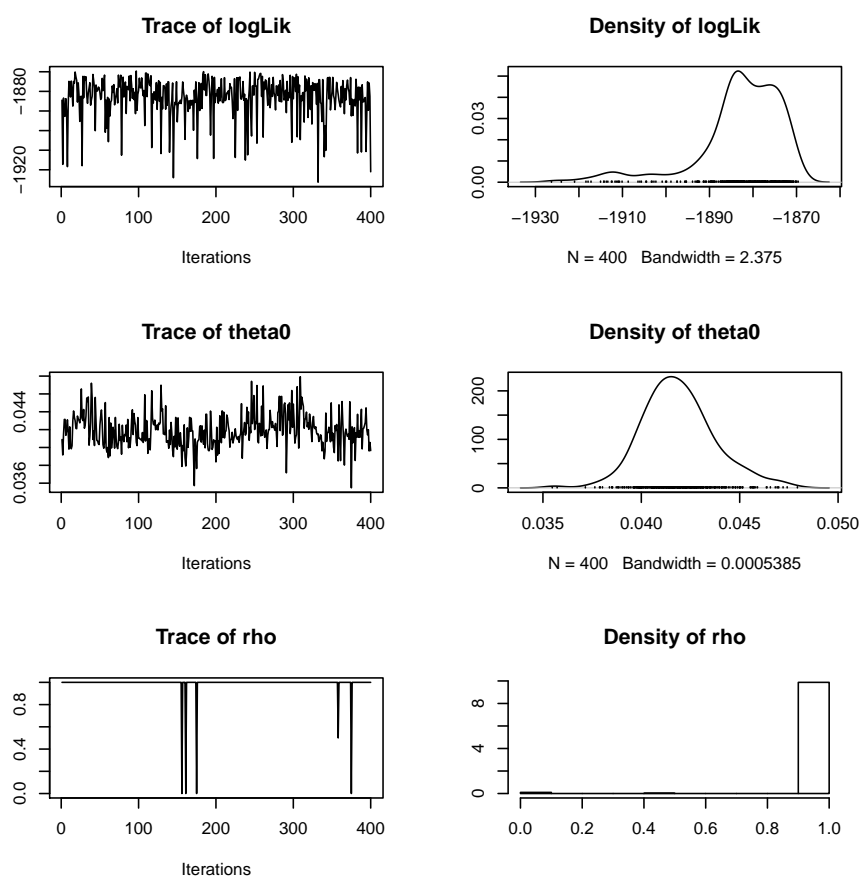 Trace of logLik
−1920
−1880
0 100 200 300 400
Iterations
Density of logLik
0.00
0.03
−1930 −1910 −1890 −1870
N = 400 Bandwidth = 2.375
Trace of theta0
0.036
0.044
0 100 200 300 400
Iterations
Density of theta0
0 100 200
0.035 0.040 0.045 0.050
N = 400 Bandwidth = 0.0005385
Trace of rho
0.0 0.4 0.8
0 100 200 300 400
Iterations
Density of rho
0 4 8
0.0 0.2 0.4 0.6 0.8 1.0